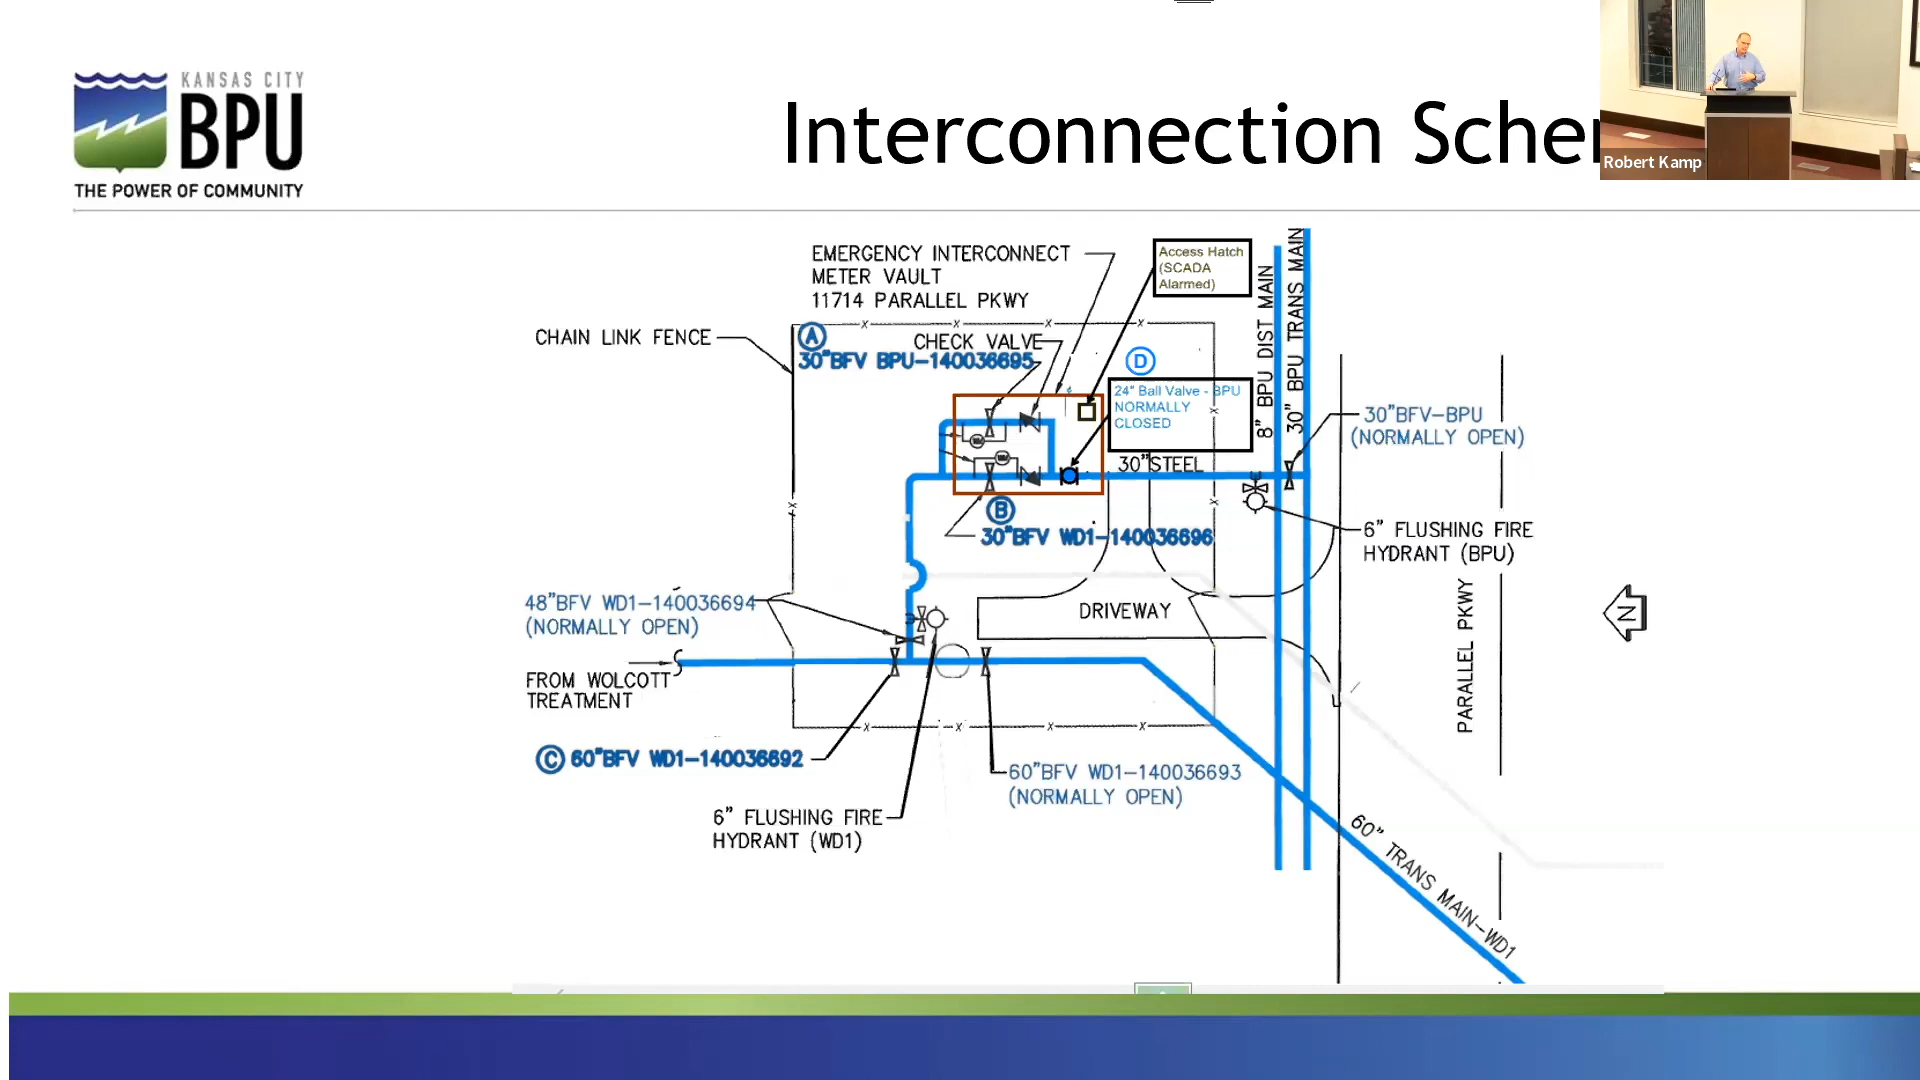 KANSAS CITY
BPU
THE POWER OF COMMUNITY
Interconnection Scher
Robert Kamp
EMERGENCY INTERCONNECT
METER VAULT
11714 PARALLEL PKWY
Access Hatch
(SCADA
Alarmed)
8" BPU DIST MAIN
30" BPU TRANS MAIN
CHAIN LINK FENCE
A
CHECK VALVE
30"BFV BPU-140036695
D
24" Ball Valve - BPU
NORMALLY
CLOSED
30"BFV-BPU
(NORMALLY OPEN)
30"STEEL
B
30"BFV WD1-140036696
6" FLUSHING FIRE
HYDRANT (BPU)
48"BFV WD1-140036694
(NORMALLY OPEN)
DRIVEWAY
PARALLEL PKWY
N
FROM WOLCOTT
TREATMENT
C 60"BFV WD1-140036692
60"BFV WD1-140036693
(NORMALLY OPEN)
6" FLUSHING FIRE
HYDRANT (WD1)
60" TRANS MAIN-WD1